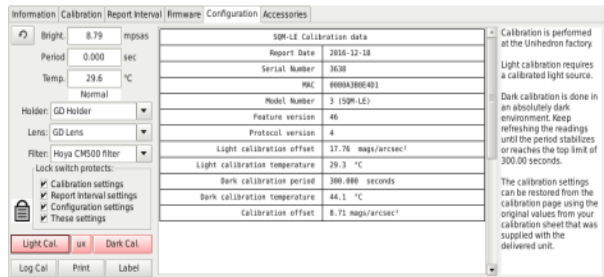 Information Calibration Report Interval Firmware Configuration Accessories
Bright. 8.79 mpsas
Period 0.000 sec
Temp. 29.6 °C
Normal
Holder: GD Holder
Lens: GD Lens
Filter: Hoya CM500 filter
Lock switch protects:
Calibration settings
Report Interval settings
Configuration settings
These settings
Light Cal. ux Dark Cal.
Log Cal Print Label
SQM-LE Calibration data
Report Date 2016-12-18
Serial Number 3638
MAC 0080A3B8E4D1
Model Number 3 (SQM-LE)
Feature version 46
Protocol version 4
Light calibration offset 17.76 mags/arcsec²
Light calibration temperature 29.3 °C
Dark calibration period 300.000 seconds
Dark calibration temperature 44.1 °C
Calibration offset 8.71 mags/arcsec²
Calibration is performed
at the Unihedron factory.
Light calibration requires
a calibrated light source.
Dark calibration is done in
an absolutely dark
environment. Keep
refreshing the readings
until the period stabilizes
or reaches the top limit of
300.00 seconds.
The calibration settings
can be restored from the
calibration page using the
original values from your
calibration sheet that was
supplied with the
delivered unit.